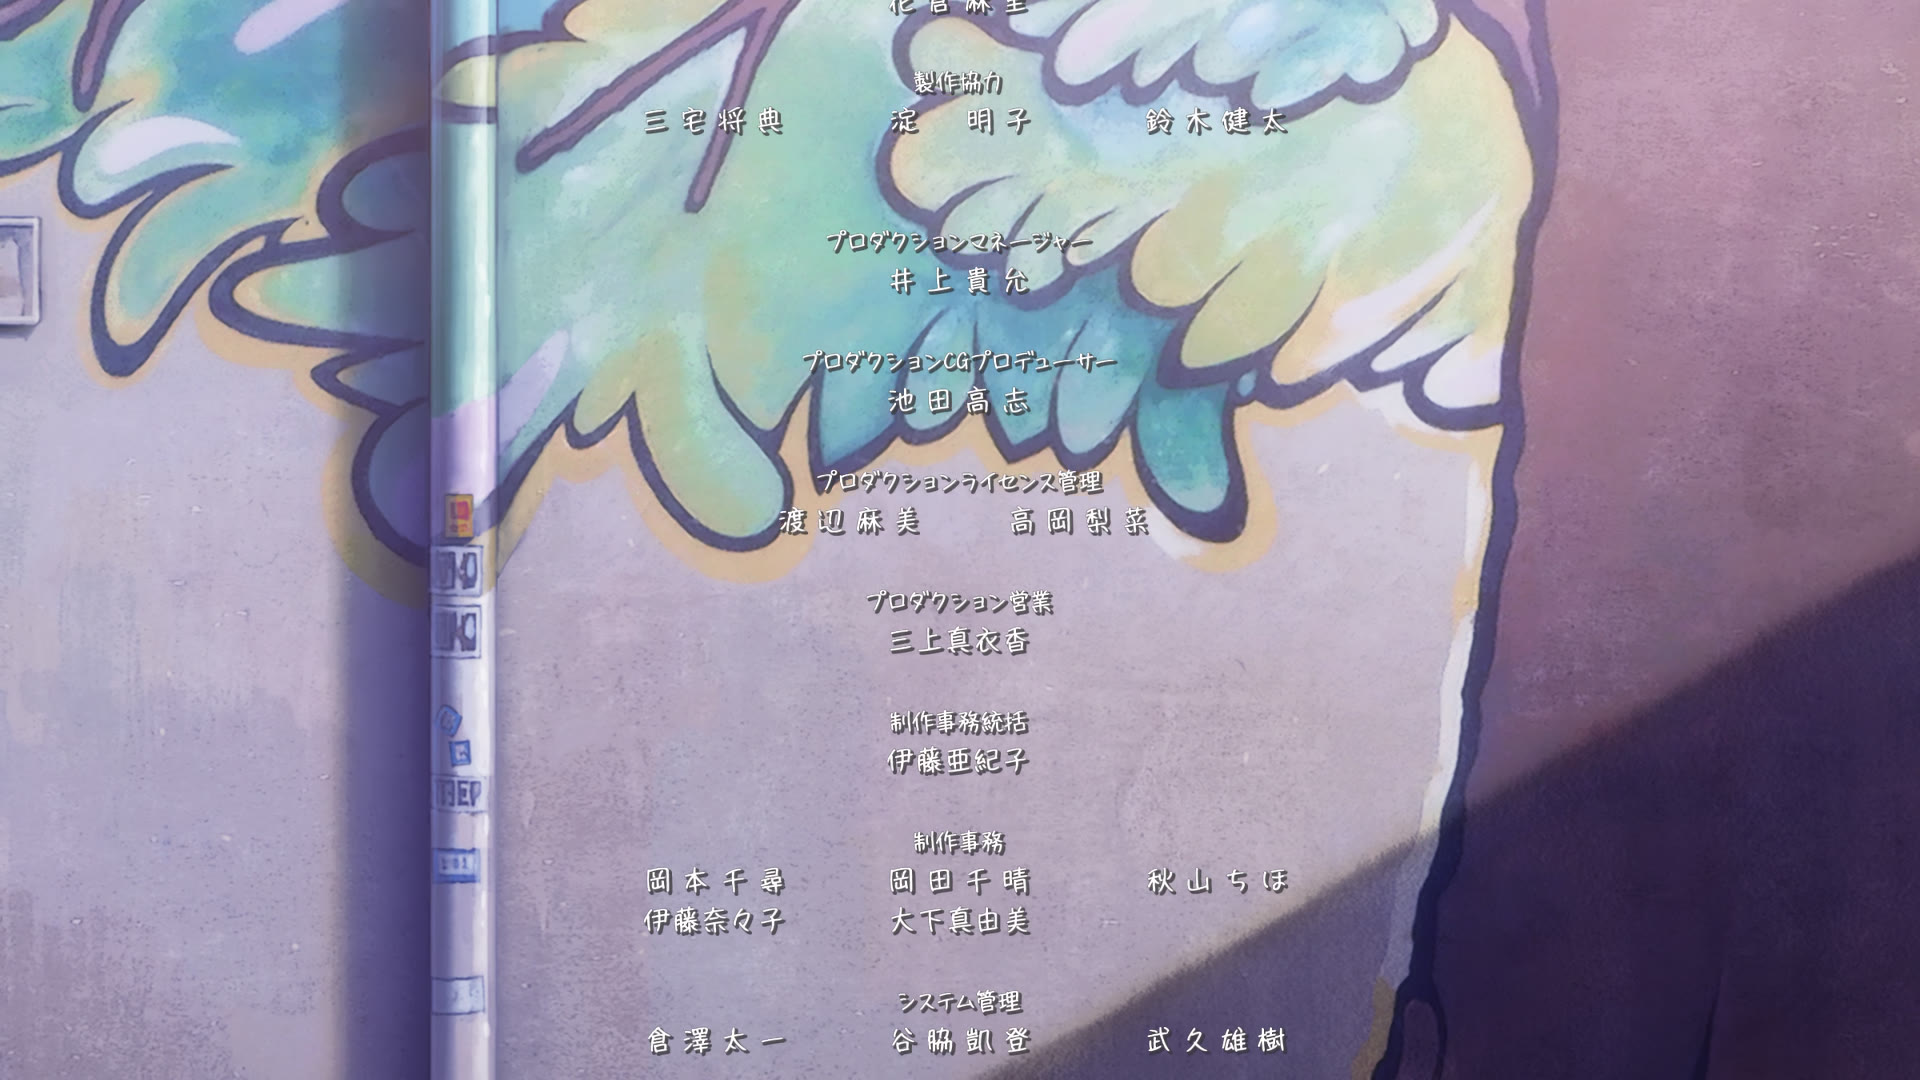 製作協力
三宅将典 淀 明子 鈴木健太
プロダクションマネージャー
井上貴允
プロダクションCGプロデューサー
池田高志
プロダクションライセンス管理
渡辺麻美 高岡梨菜
プロダクション営業
三上真衣香
制作事務統括
伊藤亜紀子
制作事務
岡本千尋 岡田千晴 秋山ちほ
伊藤奈々子 大下真由美
システム管理
倉澤太一 谷脇凱登 武久雄樹